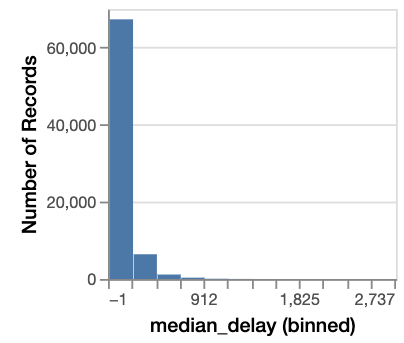 Number of Records
60,000
40,000
20,000
0
−1 912 1,825 2,737
median_delay (binned)